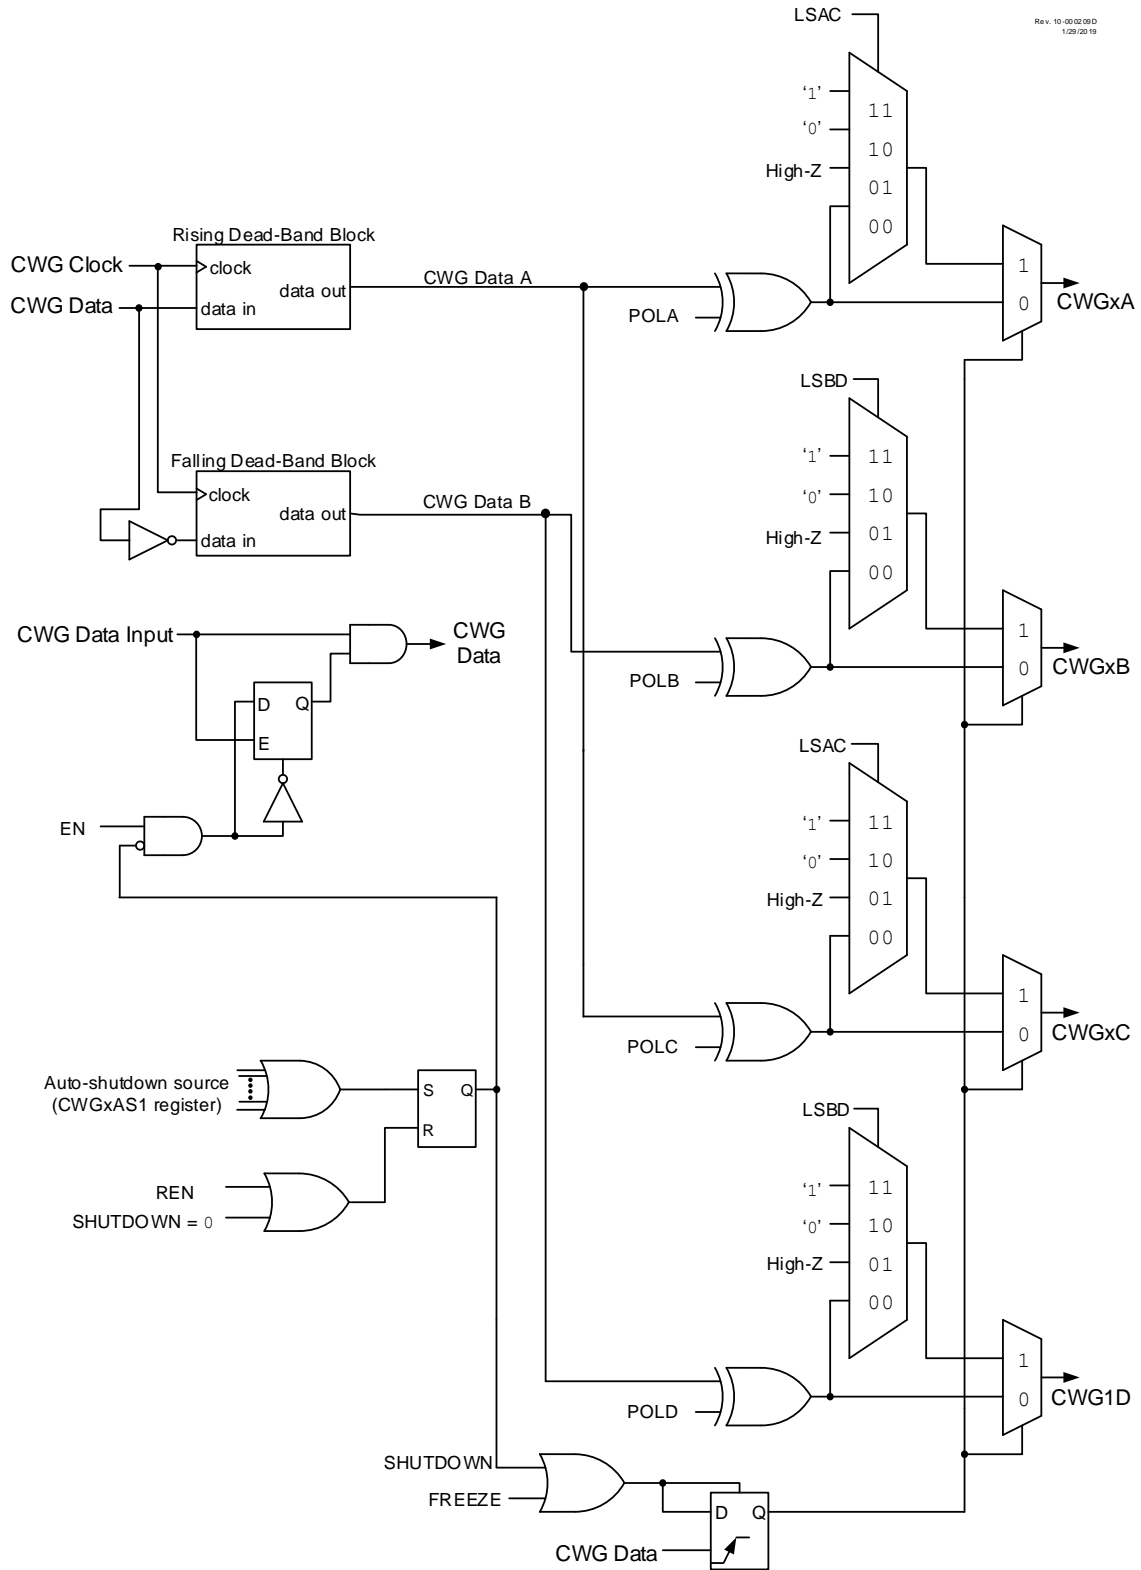 LSAC
Rev. 10-000209D
1/29/2019
‘1’
11
‘0’
10
High-Z
01
00
Rising Dead-Band Block
CWG Clock
clock
data out
CWG Data A
CWG Data
data in
POLA
1
0
CWGxA
LSBD
‘1’
11
‘0’
10
High-Z
01
00
Falling Dead-Band Block
clock
data out
CWG Data B
data in
CWG Data Input
CWG
Data
D
Q
E
POLB
1
0
CWGxB
LSAC
‘1’
11
‘0’
10
High-Z
01
00
EN
1
0
CWGxC
POLC
Auto-shutdown source
(CWGxAS1 register)
S
Q
R
REN
SHUTDOWN = 0
LSBD
‘1’
11
‘0’
10
High-Z
01
00
1
0
CWG1D
POLD
SHUTDOWN
FREEZE
D
Q
CWG Data